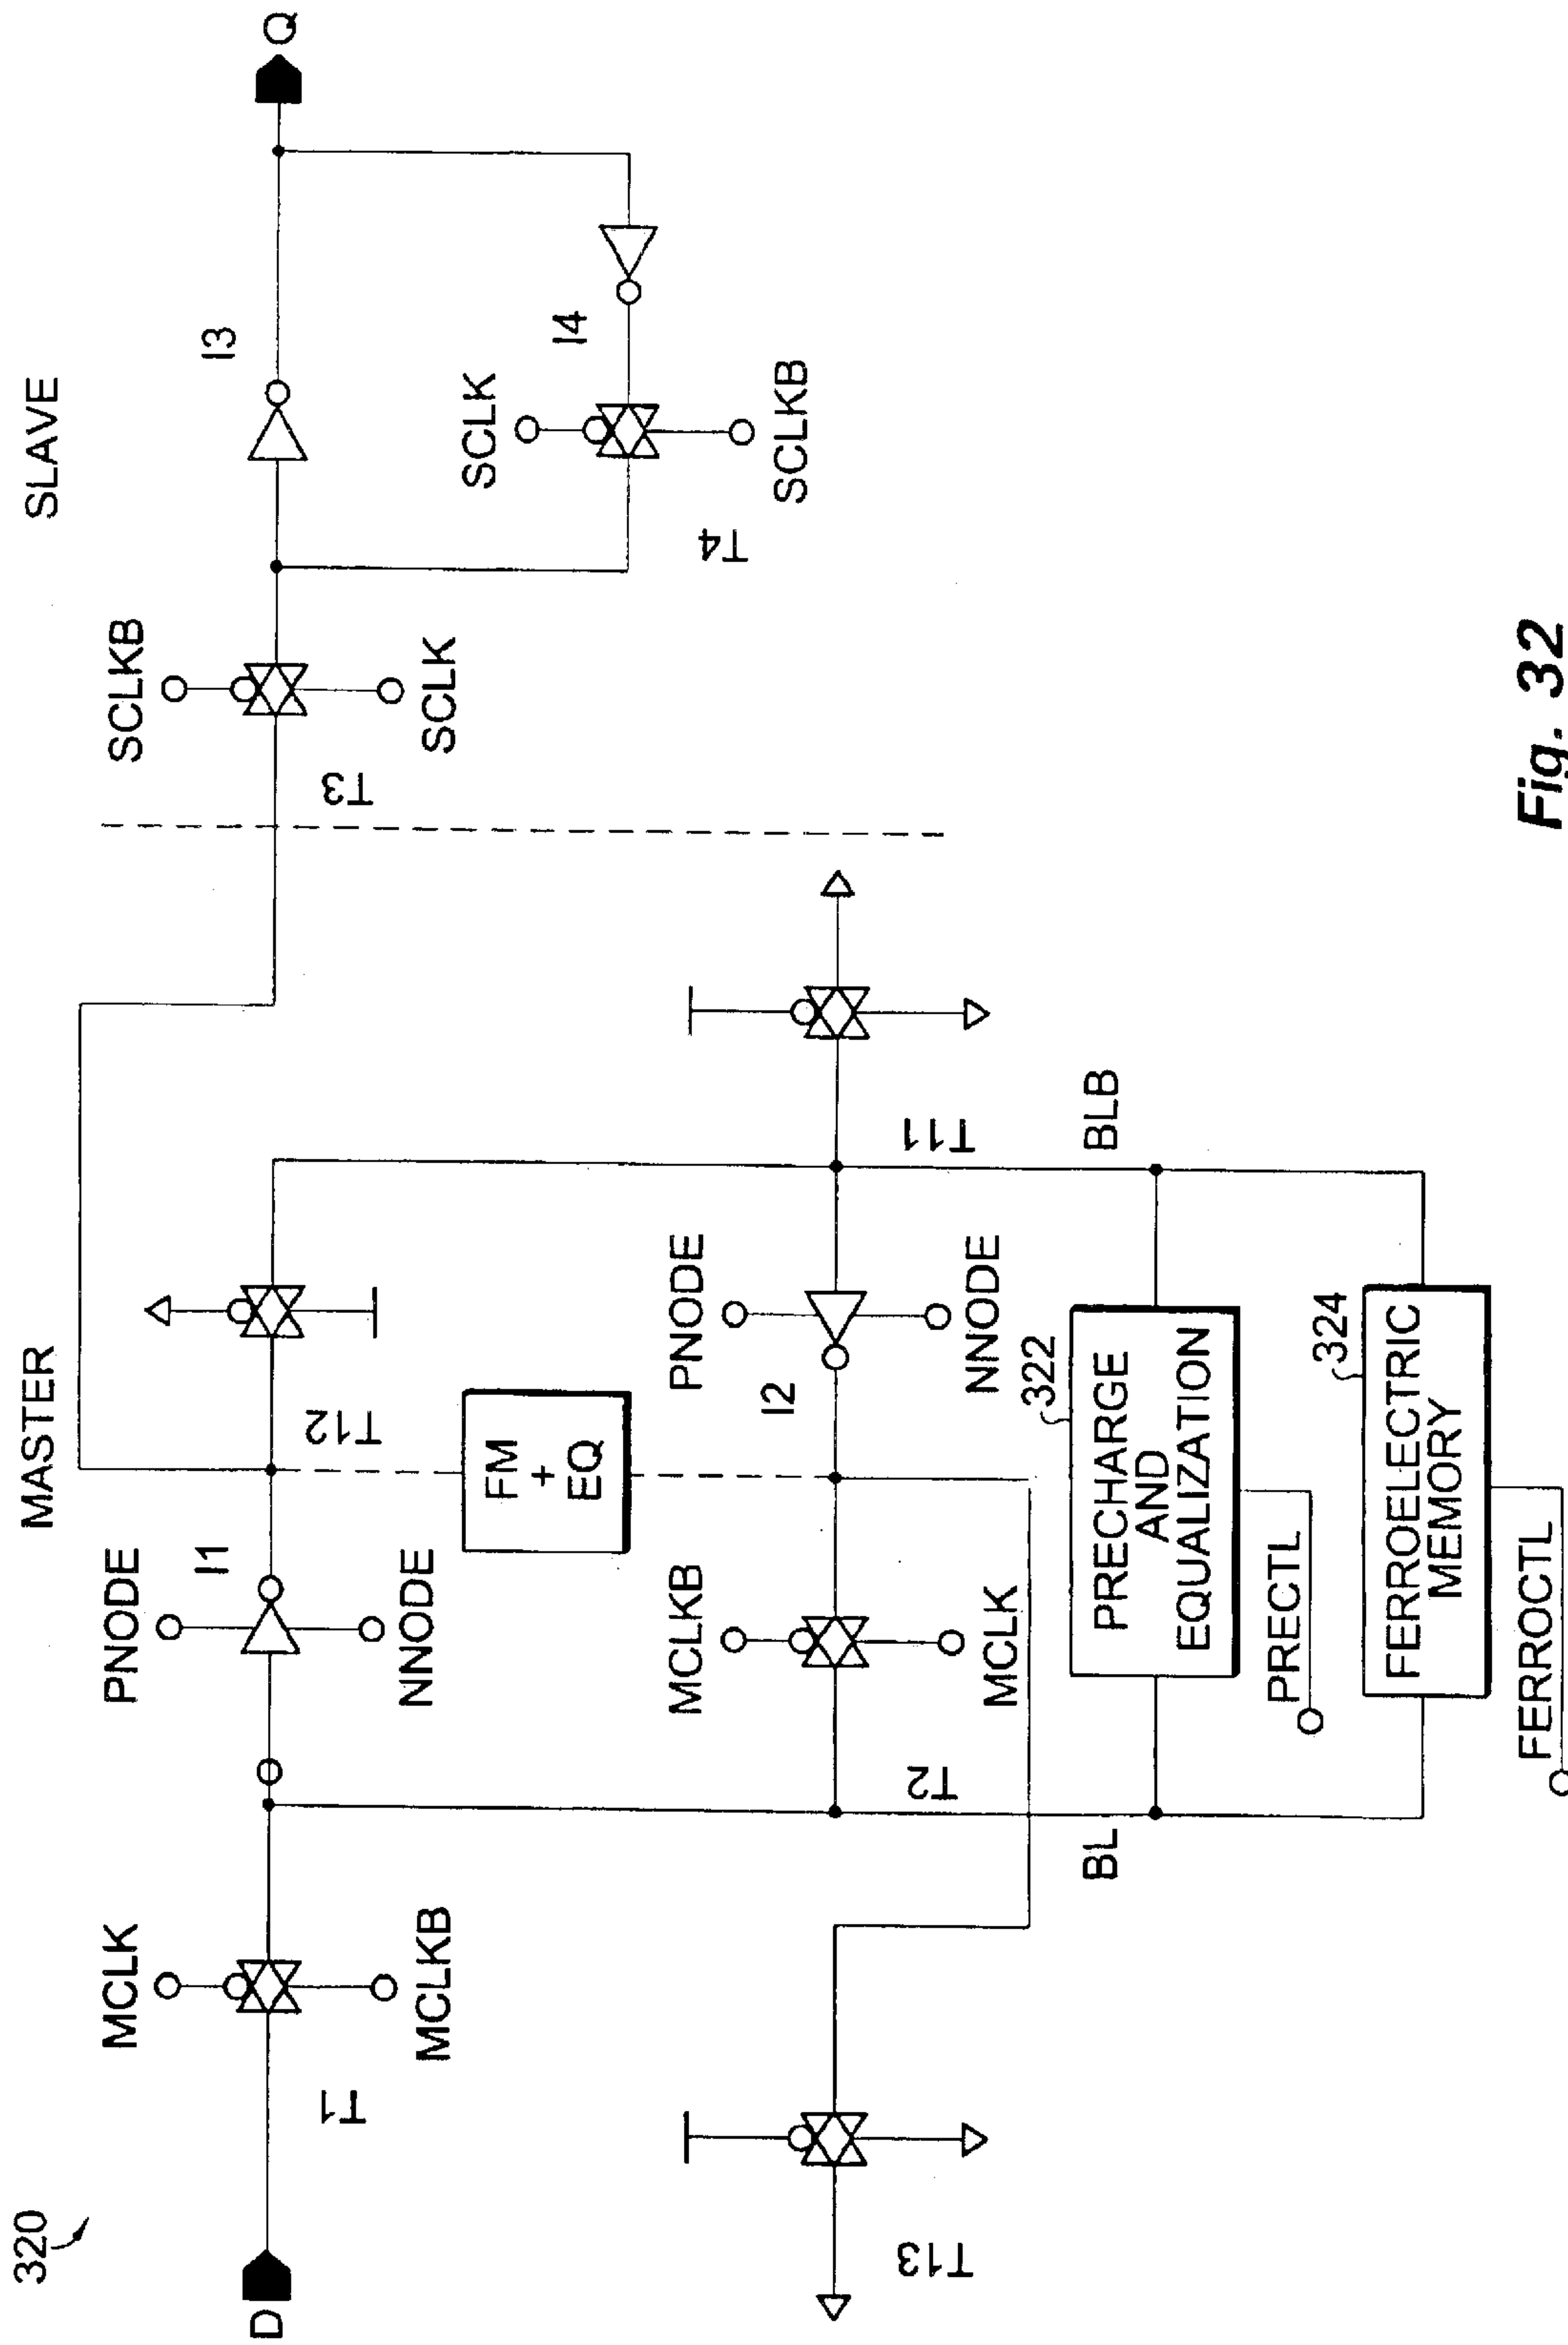 320
MASTER
SLAVE
D
MCLK
MCLKB
T1
PNODE
NNODE
I1
T12
SCLKB
SCLK
T3
I3
Q
SCLK
SCLKB
T4
I4
FM
+
EQ
T13
MCLKB
MCLK
T2
I2
PNODE
NNODE
T11
BL
BLB
322
PRECHARGE
AND
EQUALIZATION
PRECTL
324
FERROELECTRIC
MEMORY
FERROCTL
Fig. 32